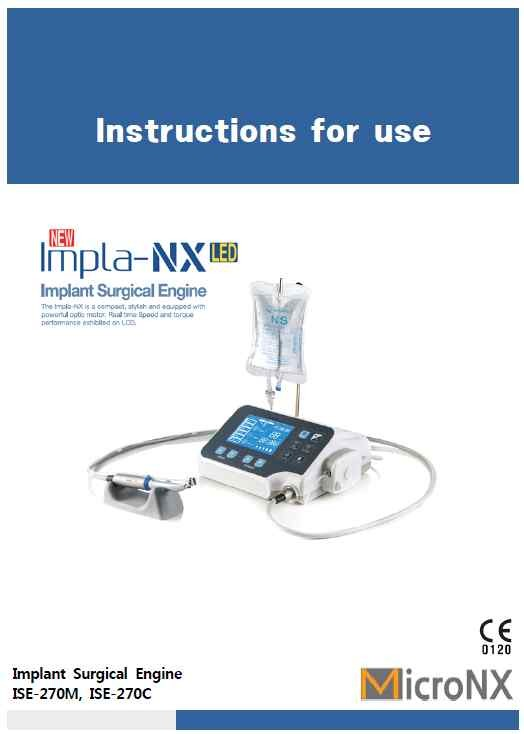 Instructions for use
NEW
Impla-NX LED
Implant Surgical Engine
The Impla-NX is a compact, stylish and equipped with
powerful optic motor. Real time Speed and torque
performance exhibited on LCD.
NS
CE
0120
Implant Surgical Engine
ISE-270M, ISE-270C
MicroNX